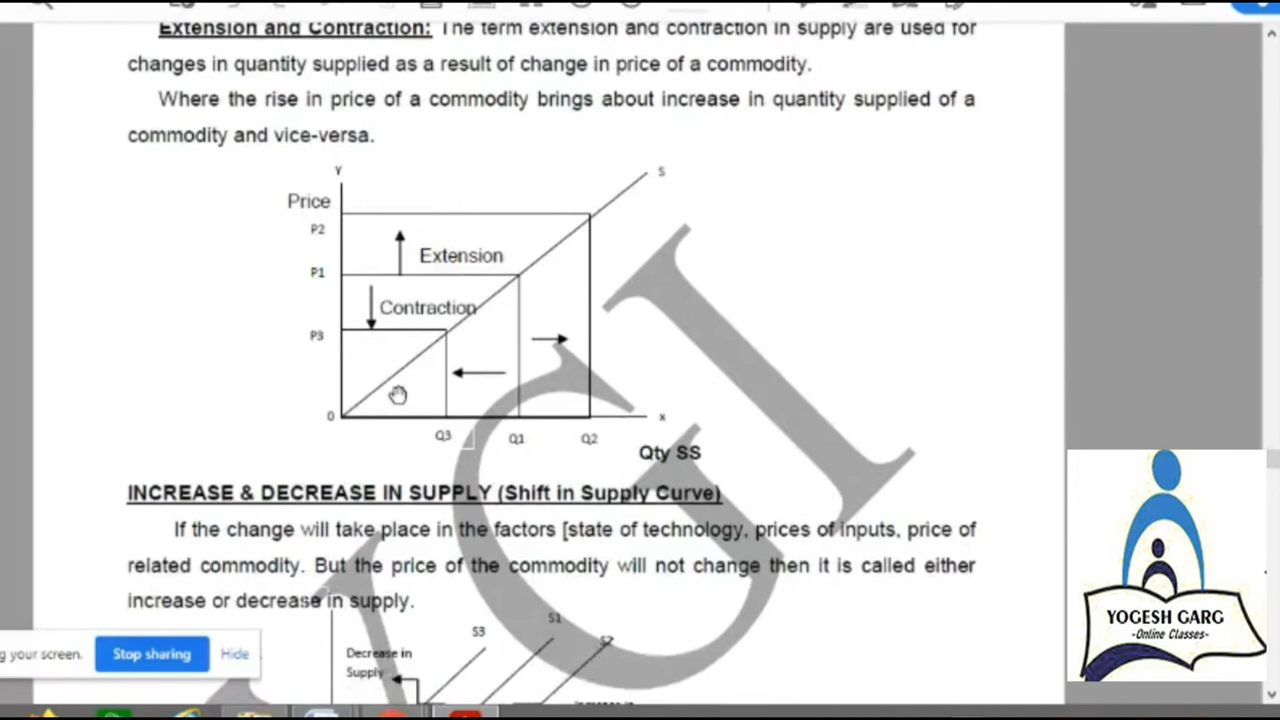 Extension and Contraction: The term extension and contraction in supply are used for
changes in quantity supplied as a result of change in price of a commodity.
Where the rise in price of a commodity brings about increase in quantity supplied of a
commodity and vice-versa.
Y
S
Price
P2
Extension
P1
Contraction
P3
0
X
Q3 Q1 Q2
Qty SS
INCREASE & DECREASE IN SUPPLY (Shift in Supply Curve)
If the change will take place in the factors [state of technology, prices of inputs, price of
related commodity. But the price of the commodity will not change then it is called either
increase or decrease in supply.
S3 S1 S2
Decrease in
Supply
YOGESH GARG
-Online Classes-
g your screen. Stop sharing Hide